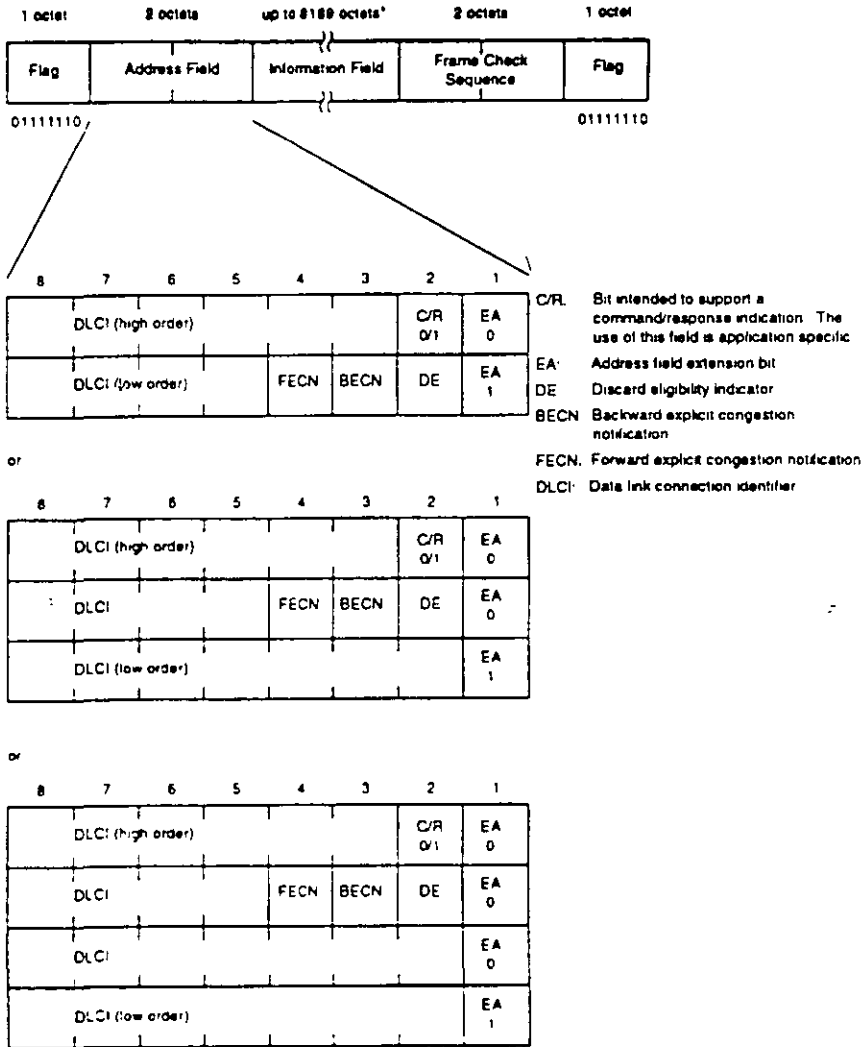 1 octet 2 octets up to 8189 octets* 2 octets 1 octet
Flag Address Field Information Field Frame Check Sequence Flag
01111110 01111110
8 7 6 5 4 3 2 1
DLCI (high order) C/R 0/1 EA 0
DLCI (low order) FECN BECN DE EA 1
C/R. Bit intended to support a
command/response indication. The
use of this field is application specific
EA: Address field extension bit
DE Discard eligibility indicator
BECN Backward explicit congestion
notification
FECN. Forward explicit congestion notification
DLCI: Data link connection identifier
or
8 7 6 5 4 3 2 1
DLCI (high order) C/R 0/1 EA 0
DLCI FECN BECN DE EA 0
DLCI (low order) EA 1
or
8 7 6 5 4 3 2 1
DLCI (high order) C/R 0/1 EA 0
DLCI FECN BECN DE EA 0
DLCI EA 0
DLCI (low order) EA 1